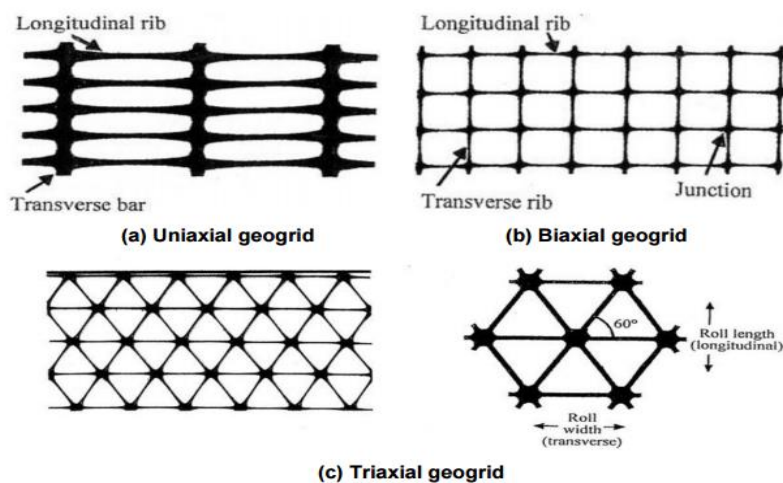 Longitudinal rib
Transverse bar
(a) Uniaxial geogrid
Longitudinal rib
Transverse rib
Junction
(b) Biaxial geogrid
60°
Roll length
(longitudinal)
Roll
width
(transverse)
(c) Triaxial geogrid